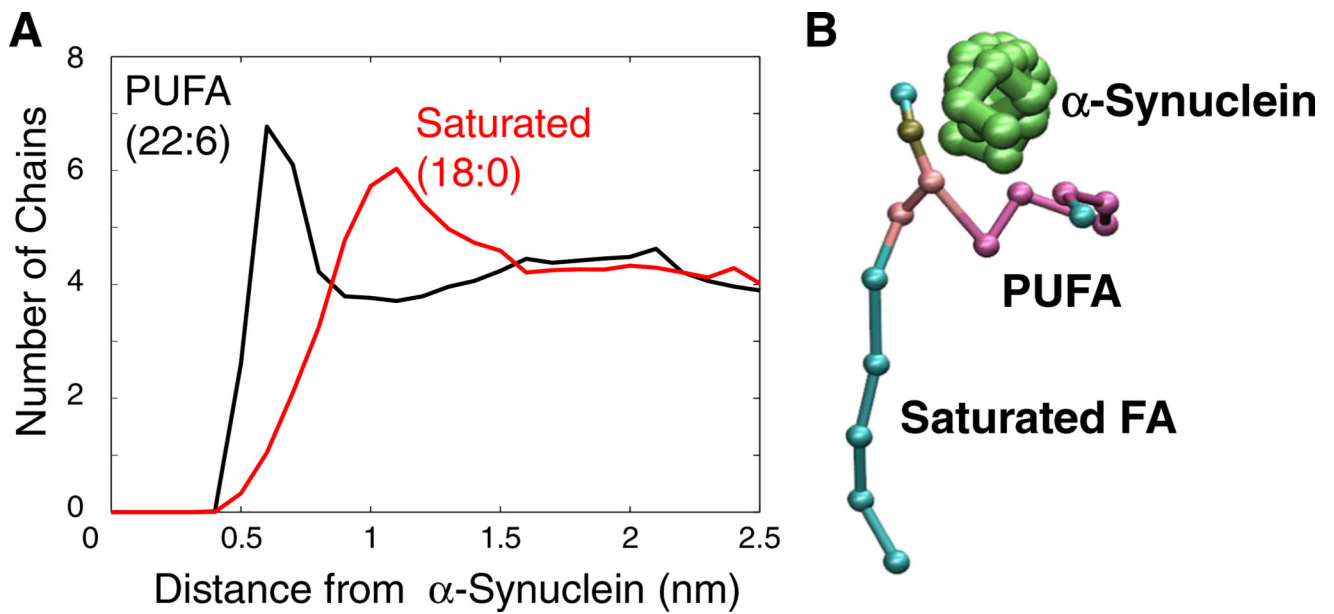 A
B
8
6
4
2
0
Number of Chains
PUFA
(22:6)
Saturated
(18:0)
0
0.5
1
1.5
2
2.5
Distance from α-Synuclein (nm)
α-Synuclein
PUFA
Saturated FA